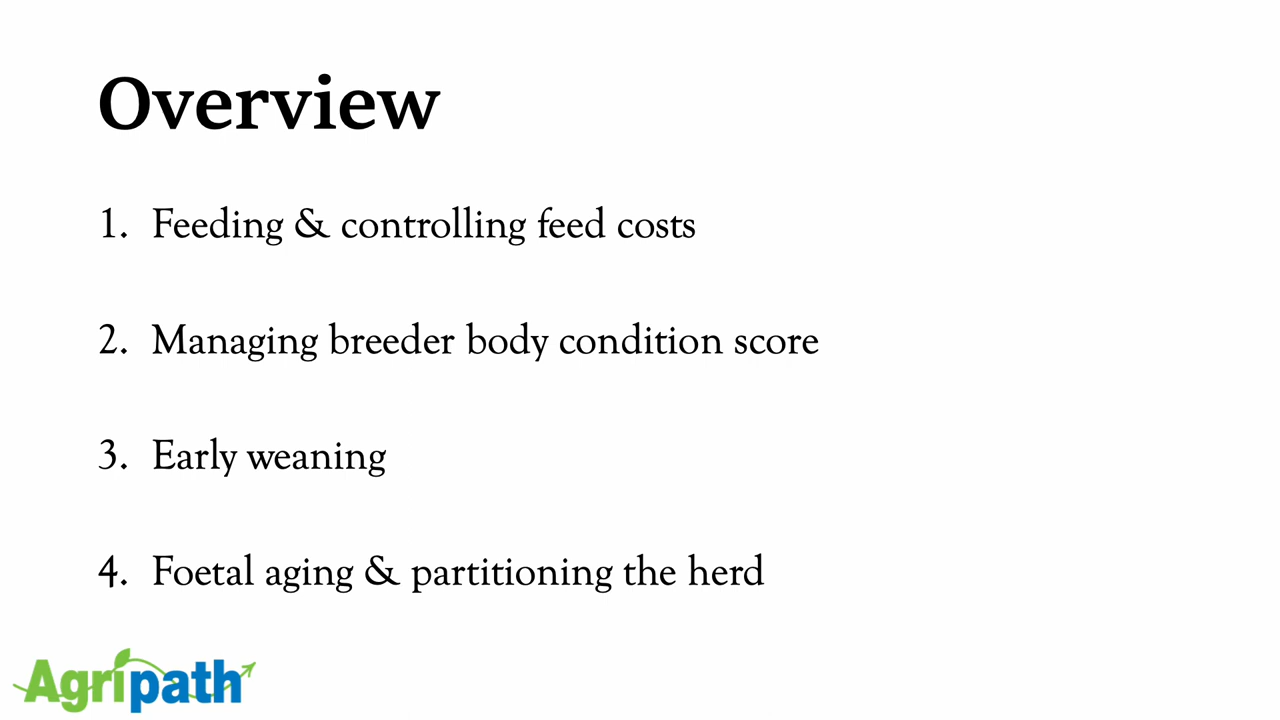 Overview
1. Feeding & controlling feed costs
2. Managing breeder body condition score
3. Early weaning
4. Foetal aging & partitioning the herd
Agripath